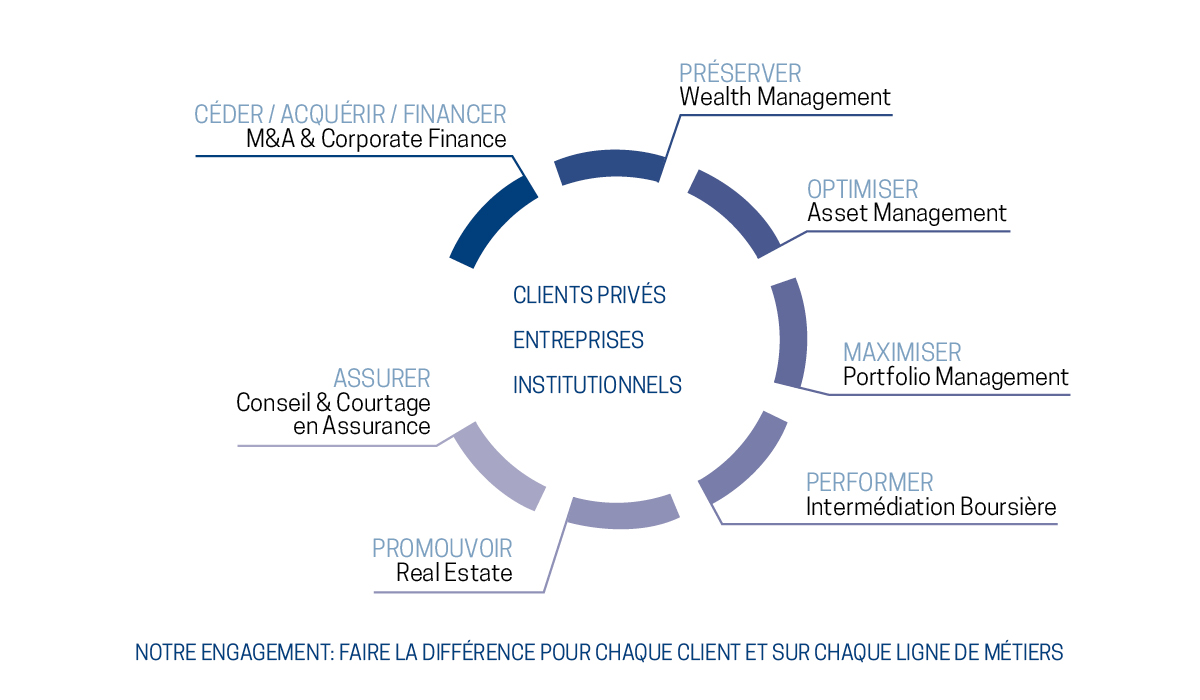 CÉDER / ACQUÉRIR / FINANCER
M&A & Corporate Finance
PRÉSERVER
Wealth Management
OPTIMISER
Asset Management
MAXIMISER
Portfolio Management
PERFORMER
Intermédiation Boursière
PROMOUVOIR
Real Estate
ASSURER
Conseil & Courtage
en Assurance
CLIENTS PRIVÉS
ENTREPRISES
INSTITUTIONNELS
NOTRE ENGAGEMENT: FAIRE LA DIFFÉRENCE POUR CHAQUE CLIENT ET SUR CHAQUE LIGNE DE MÉTIERS